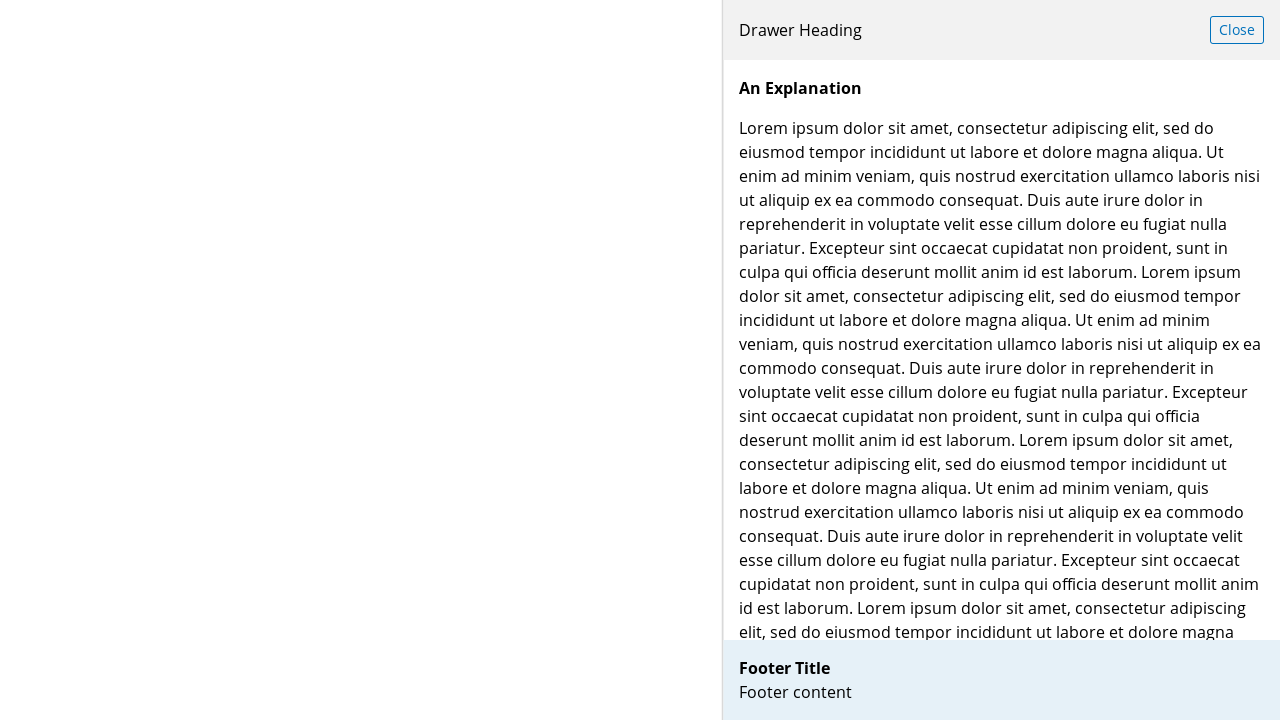 Drawer Heading
Close
An Explanation
Lorem ipsum dolor sit amet, consectetur adipiscing elit, sed do
eiusmod tempor incididunt ut labore et dolore magna aliqua. Ut
enim ad minim veniam, quis nostrud exercitation ullamco laboris nisi
ut aliquip ex ea commodo consequat. Duis aute irure dolor in
reprehenderit in voluptate velit esse cillum dolore eu fugiat nulla
pariatur. Excepteur sint occaecat cupidatat non proident, sunt in
culpa qui officia deserunt mollit anim id est laborum. Lorem ipsum
dolor sit amet, consectetur adipiscing elit, sed do eiusmod tempor
incididunt ut labore et dolore magna aliqua. Ut enim ad minim
veniam, quis nostrud exercitation ullamco laboris nisi ut aliquip ex ea
commodo consequat. Duis aute irure dolor in reprehenderit in
voluptate velit esse cillum dolore eu fugiat nulla pariatur. Excepteur
sint occaecat cupidatat non proident, sunt in culpa qui officia
deserunt mollit anim id est laborum. Lorem ipsum dolor sit amet,
consectetur adipiscing elit, sed do eiusmod tempor incididunt ut
labore et dolore magna aliqua. Ut enim ad minim veniam, quis
nostrud exercitation ullamco laboris nisi ut aliquip ex ea commodo
consequat. Duis aute irure dolor in reprehenderit in voluptate velit
esse cillum dolore eu fugiat nulla pariatur. Excepteur sint occaecat
cupidatat non proident, sunt in culpa qui officia deserunt mollit anim
id est laborum. Lorem ipsum dolor sit amet, consectetur adipiscing
elit, sed do eiusmod tempor incididunt ut labore et dolore magna
Footer Title
Footer content